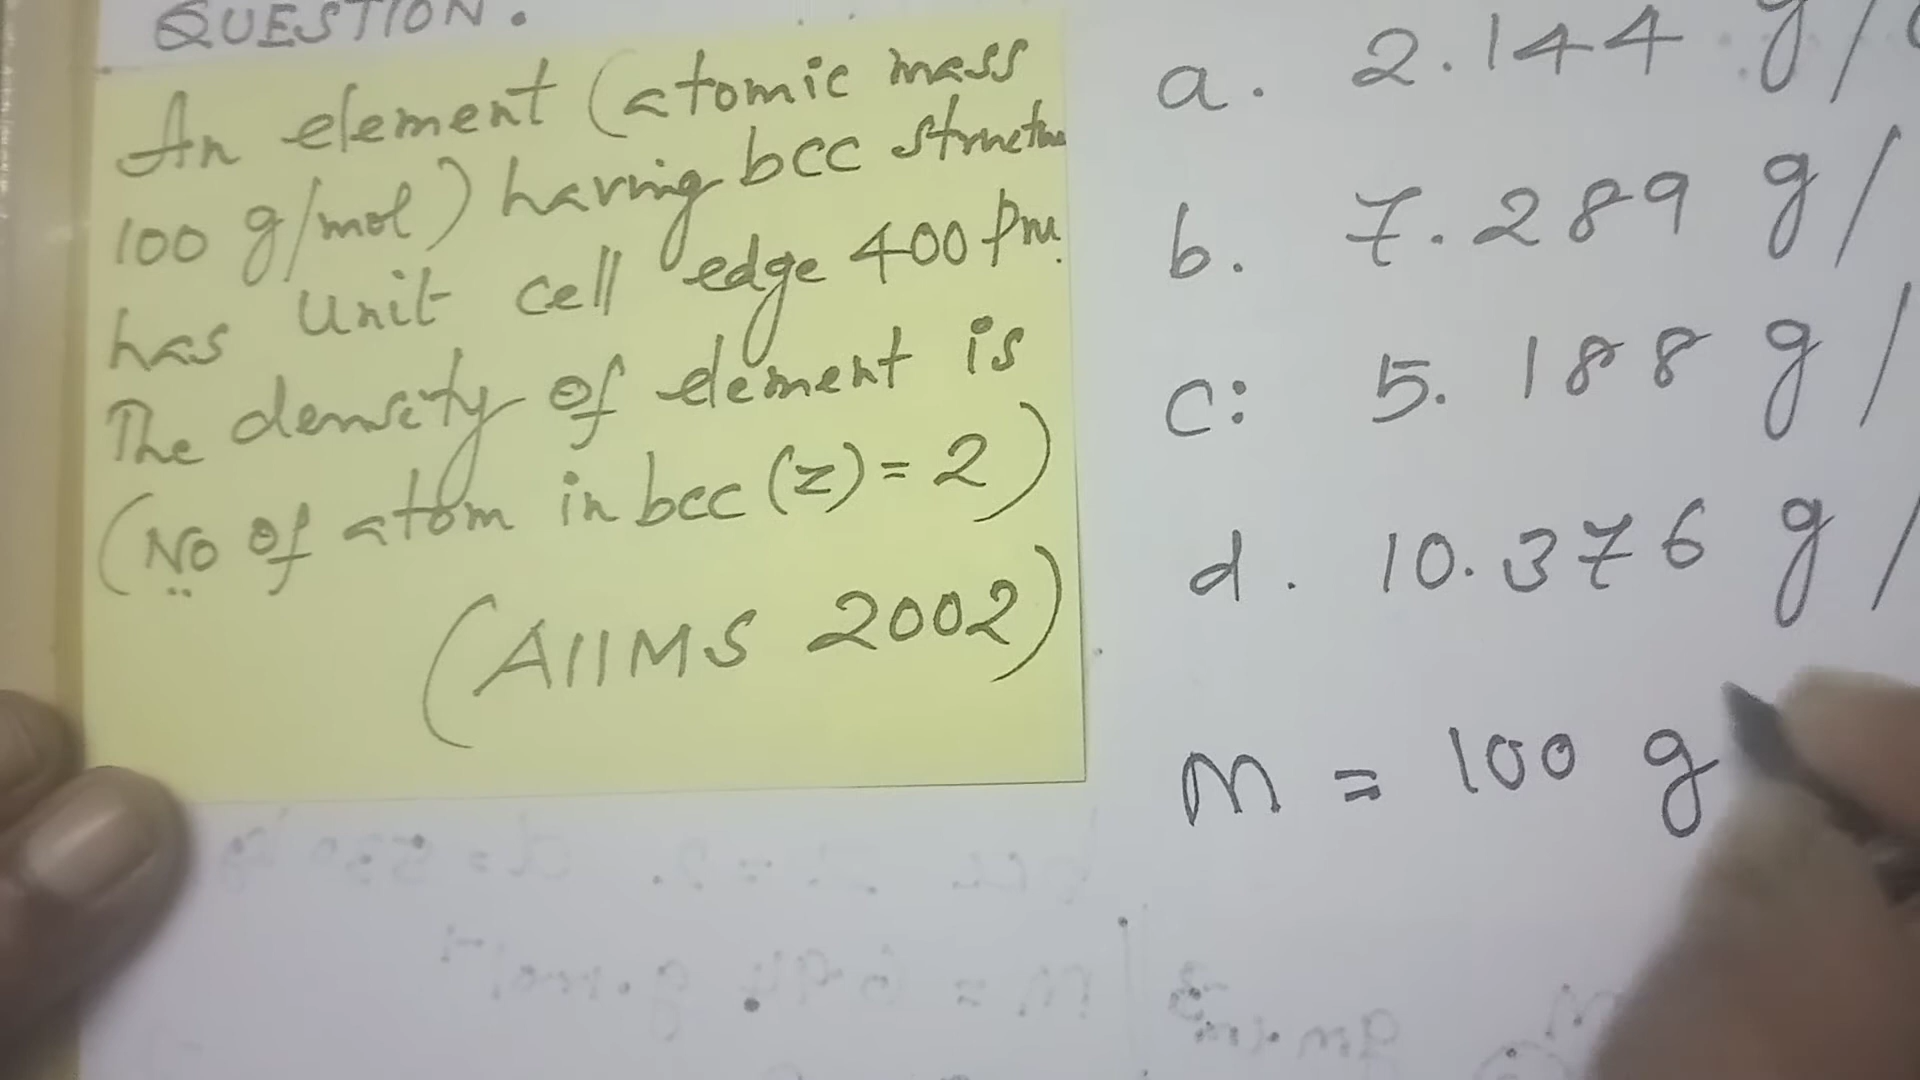 QUESTION.
An element (atomic mass
100 g/mol) having bcc structure
has unit cell edge 400 pm.
The density of element is
(No of atom in bcc (z) = 2)
(AIIMS 2002)
a. 2.144 g/
b. 7.289 g/
c: 5.188 g/
d. 10.376 g/
M = 100 g